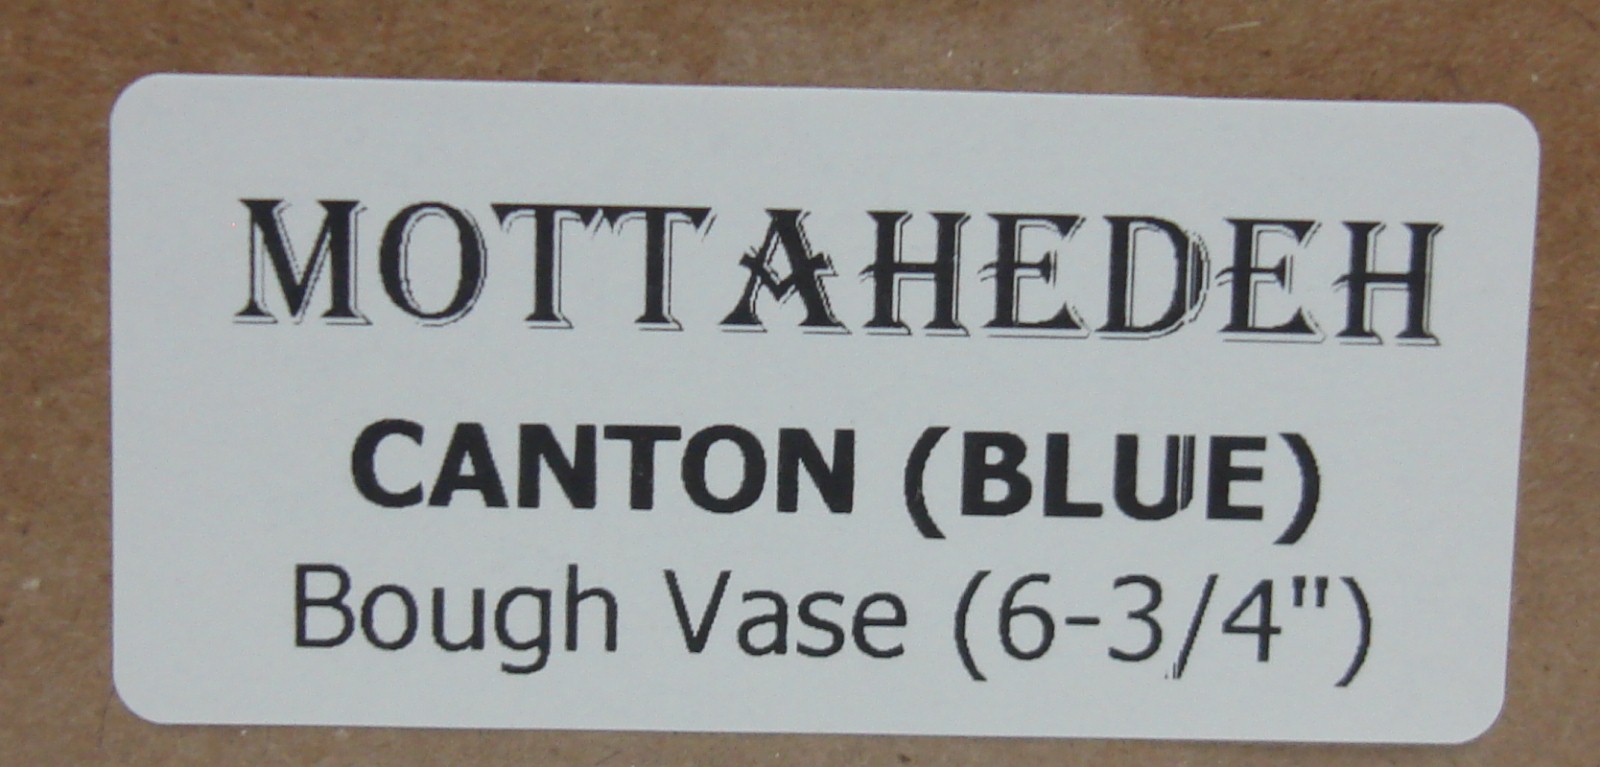 MOTTAHEDEH
CANTON (BLUE)
Bough Vase (6-3/4")